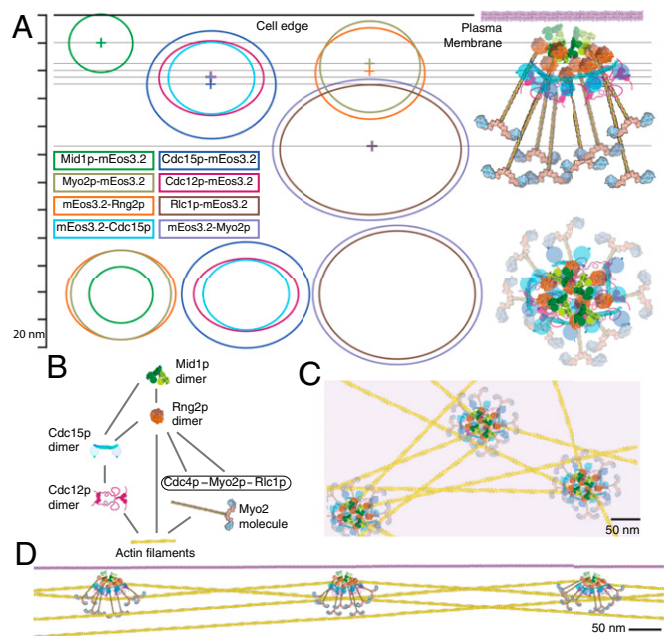 A
Cell edge
Plasma
Membrane
Mid1p-mEos3.2
Cdc15p-mEos3.2
Myo2p-mEos3.2
Cdc12p-mEos3.2
mEos3.2-Rng2p
Rlc1p-mEos3.2
mEos3.2-Cdc15p
mEos3.2-Myo2p
20 nm
B
Mid1p
dimer
Rng2p
dimer
Cdc15p
dimer
Cdc12p
dimer
Cdc4p–Myo2p–Rlc1p
Myo2
molecule
Actin filaments
C
50 nm
D
50 nm